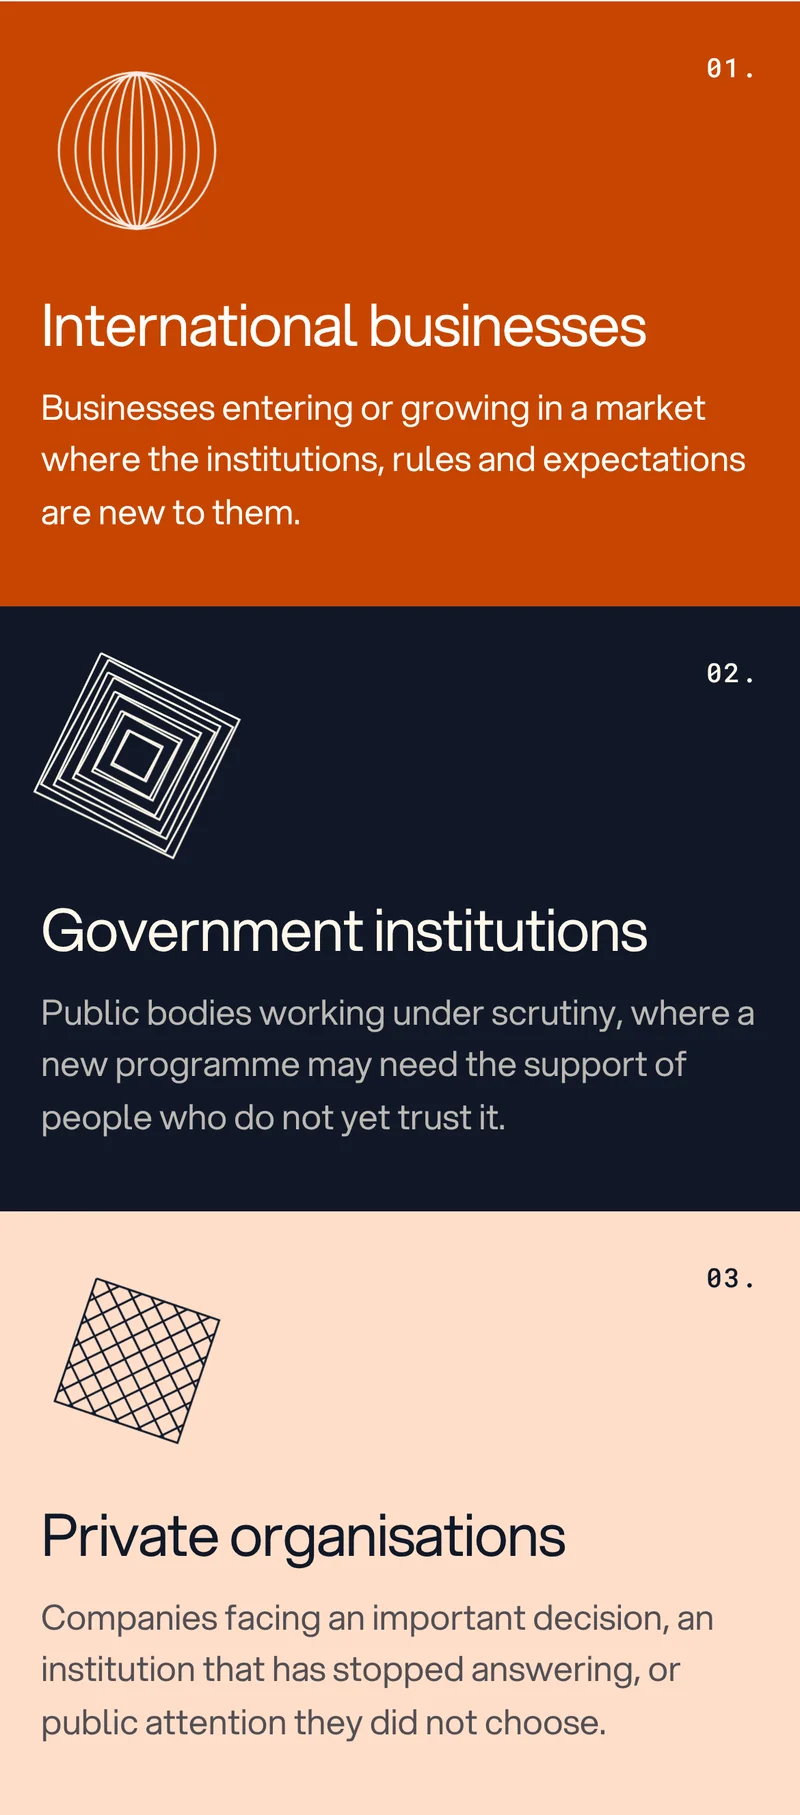 01.
International businesses
Businesses entering or growing in a market
where the institutions, rules and expectations
are new to them.
02.
Government institutions
Public bodies working under scrutiny, where a
new programme may need the support of
people who do not yet trust it.
03.
Private organisations
Companies facing an important decision, an
institution that has stopped answering, or
public attention they did not choose.